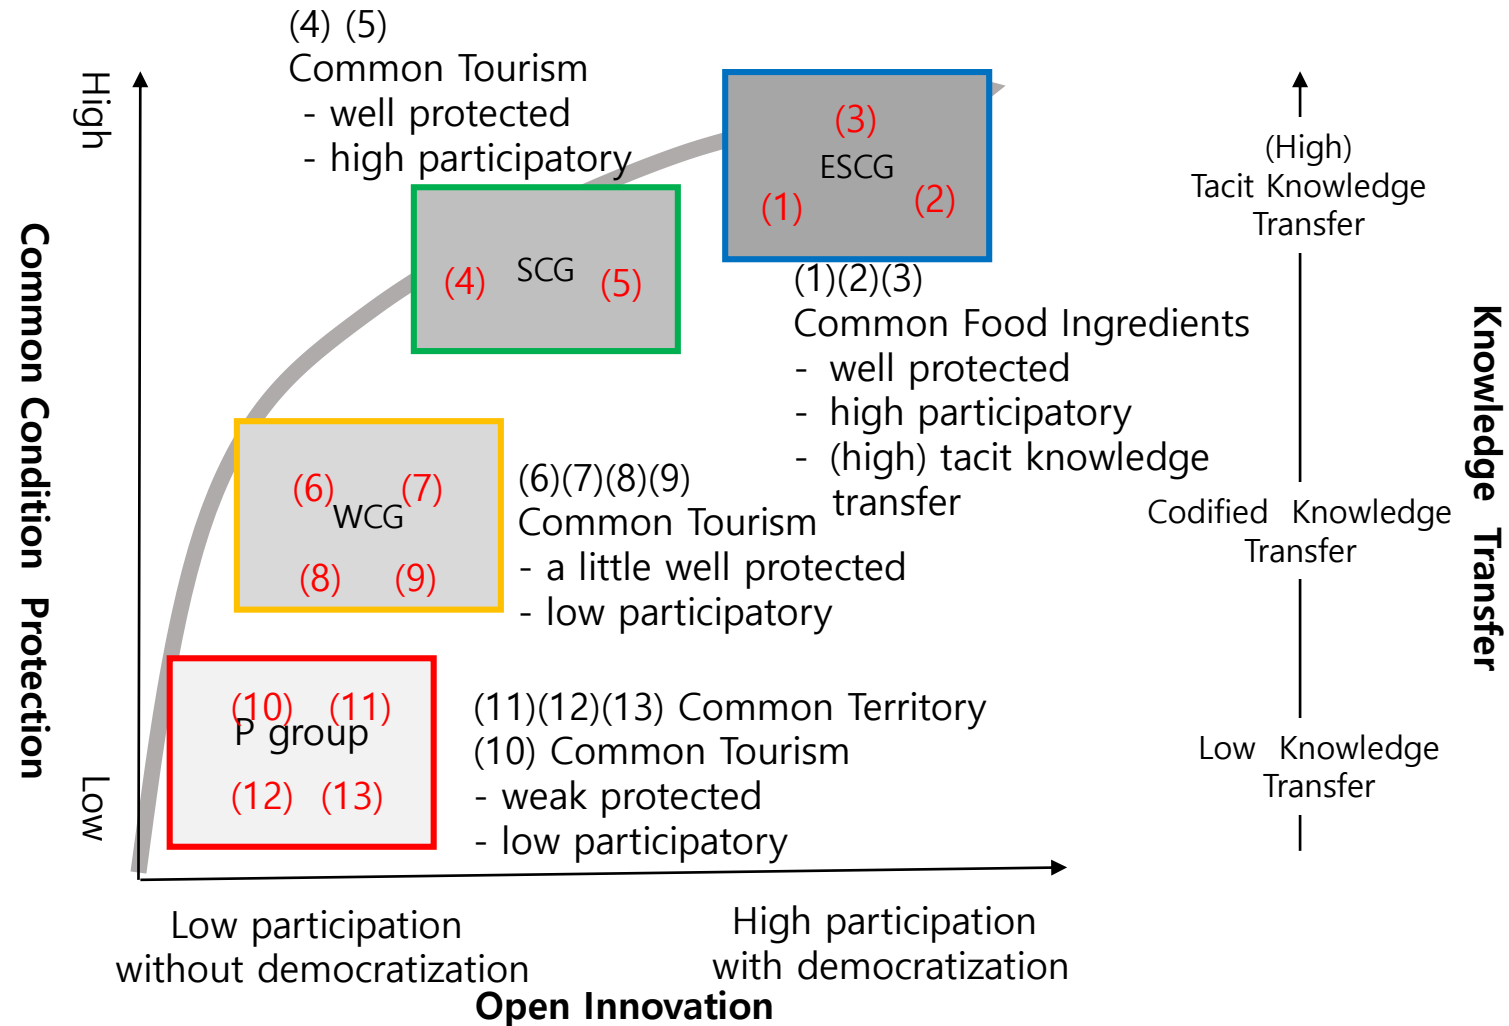 (4) (5)
Common Tourism
- well protected
- high participatory
High
Common Condition Protection
Low
(3)
ESCG
(1)
(2)
(4)
SCG
(5)
(1)(2)(3)
Common Food Ingredients
- well protected
- high participatory
- (high) tacit knowledge
transfer
(6)
(7)
WCG
(8)
(9)
(6)(7)(8)(9)
Common Tourism
- a little well protected
- low participatory
(10)
(11)
P group
(12)
(13)
(11)(12)(13) Common Territory
(10) Common Tourism
- weak protected
- low participatory
(High)
Tacit Knowledge
Transfer
Codified Knowledge
Transfer
Low Knowledge
Transfer
Knowledge Transfer
Low participation
without democratization
High participation
with democratization
Open Innovation